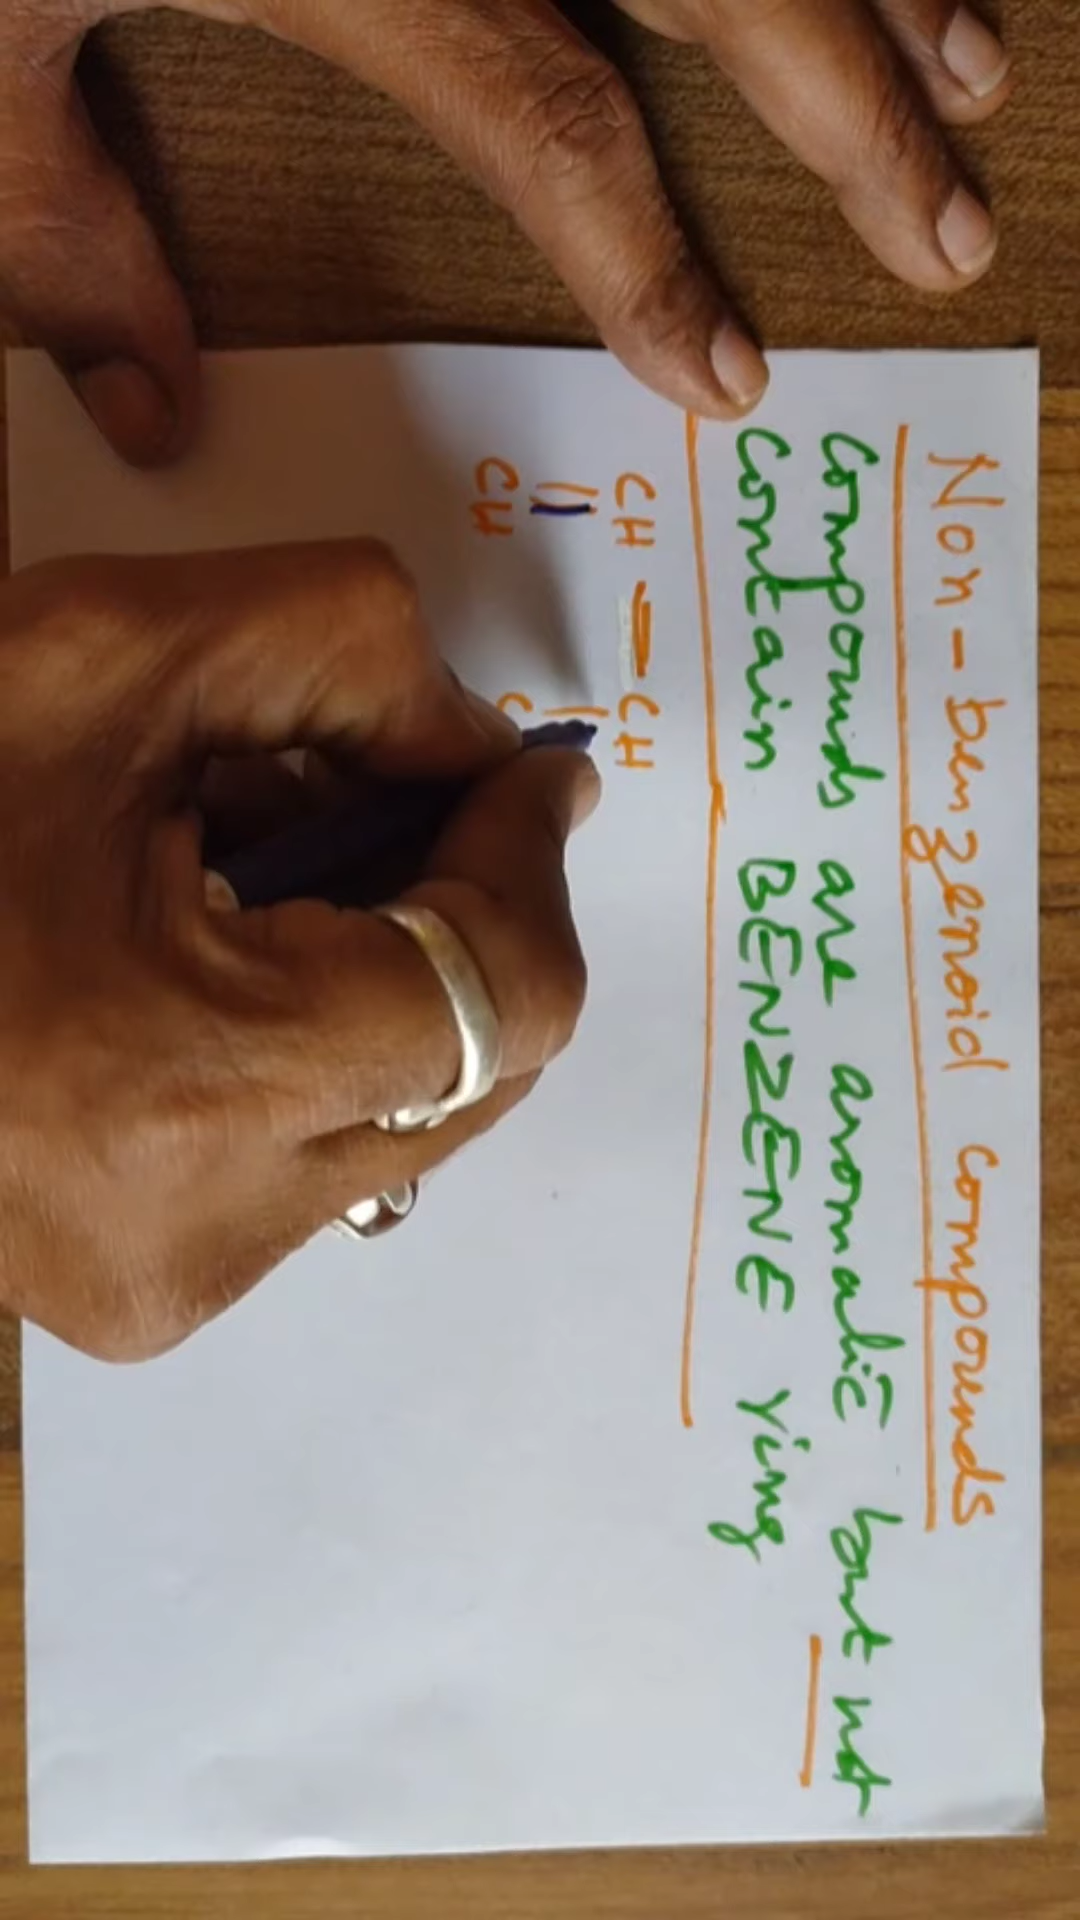 Non-benzenoid compounds
compounds are aromatic but not
contain BENZENE ring
CH CH
CH C